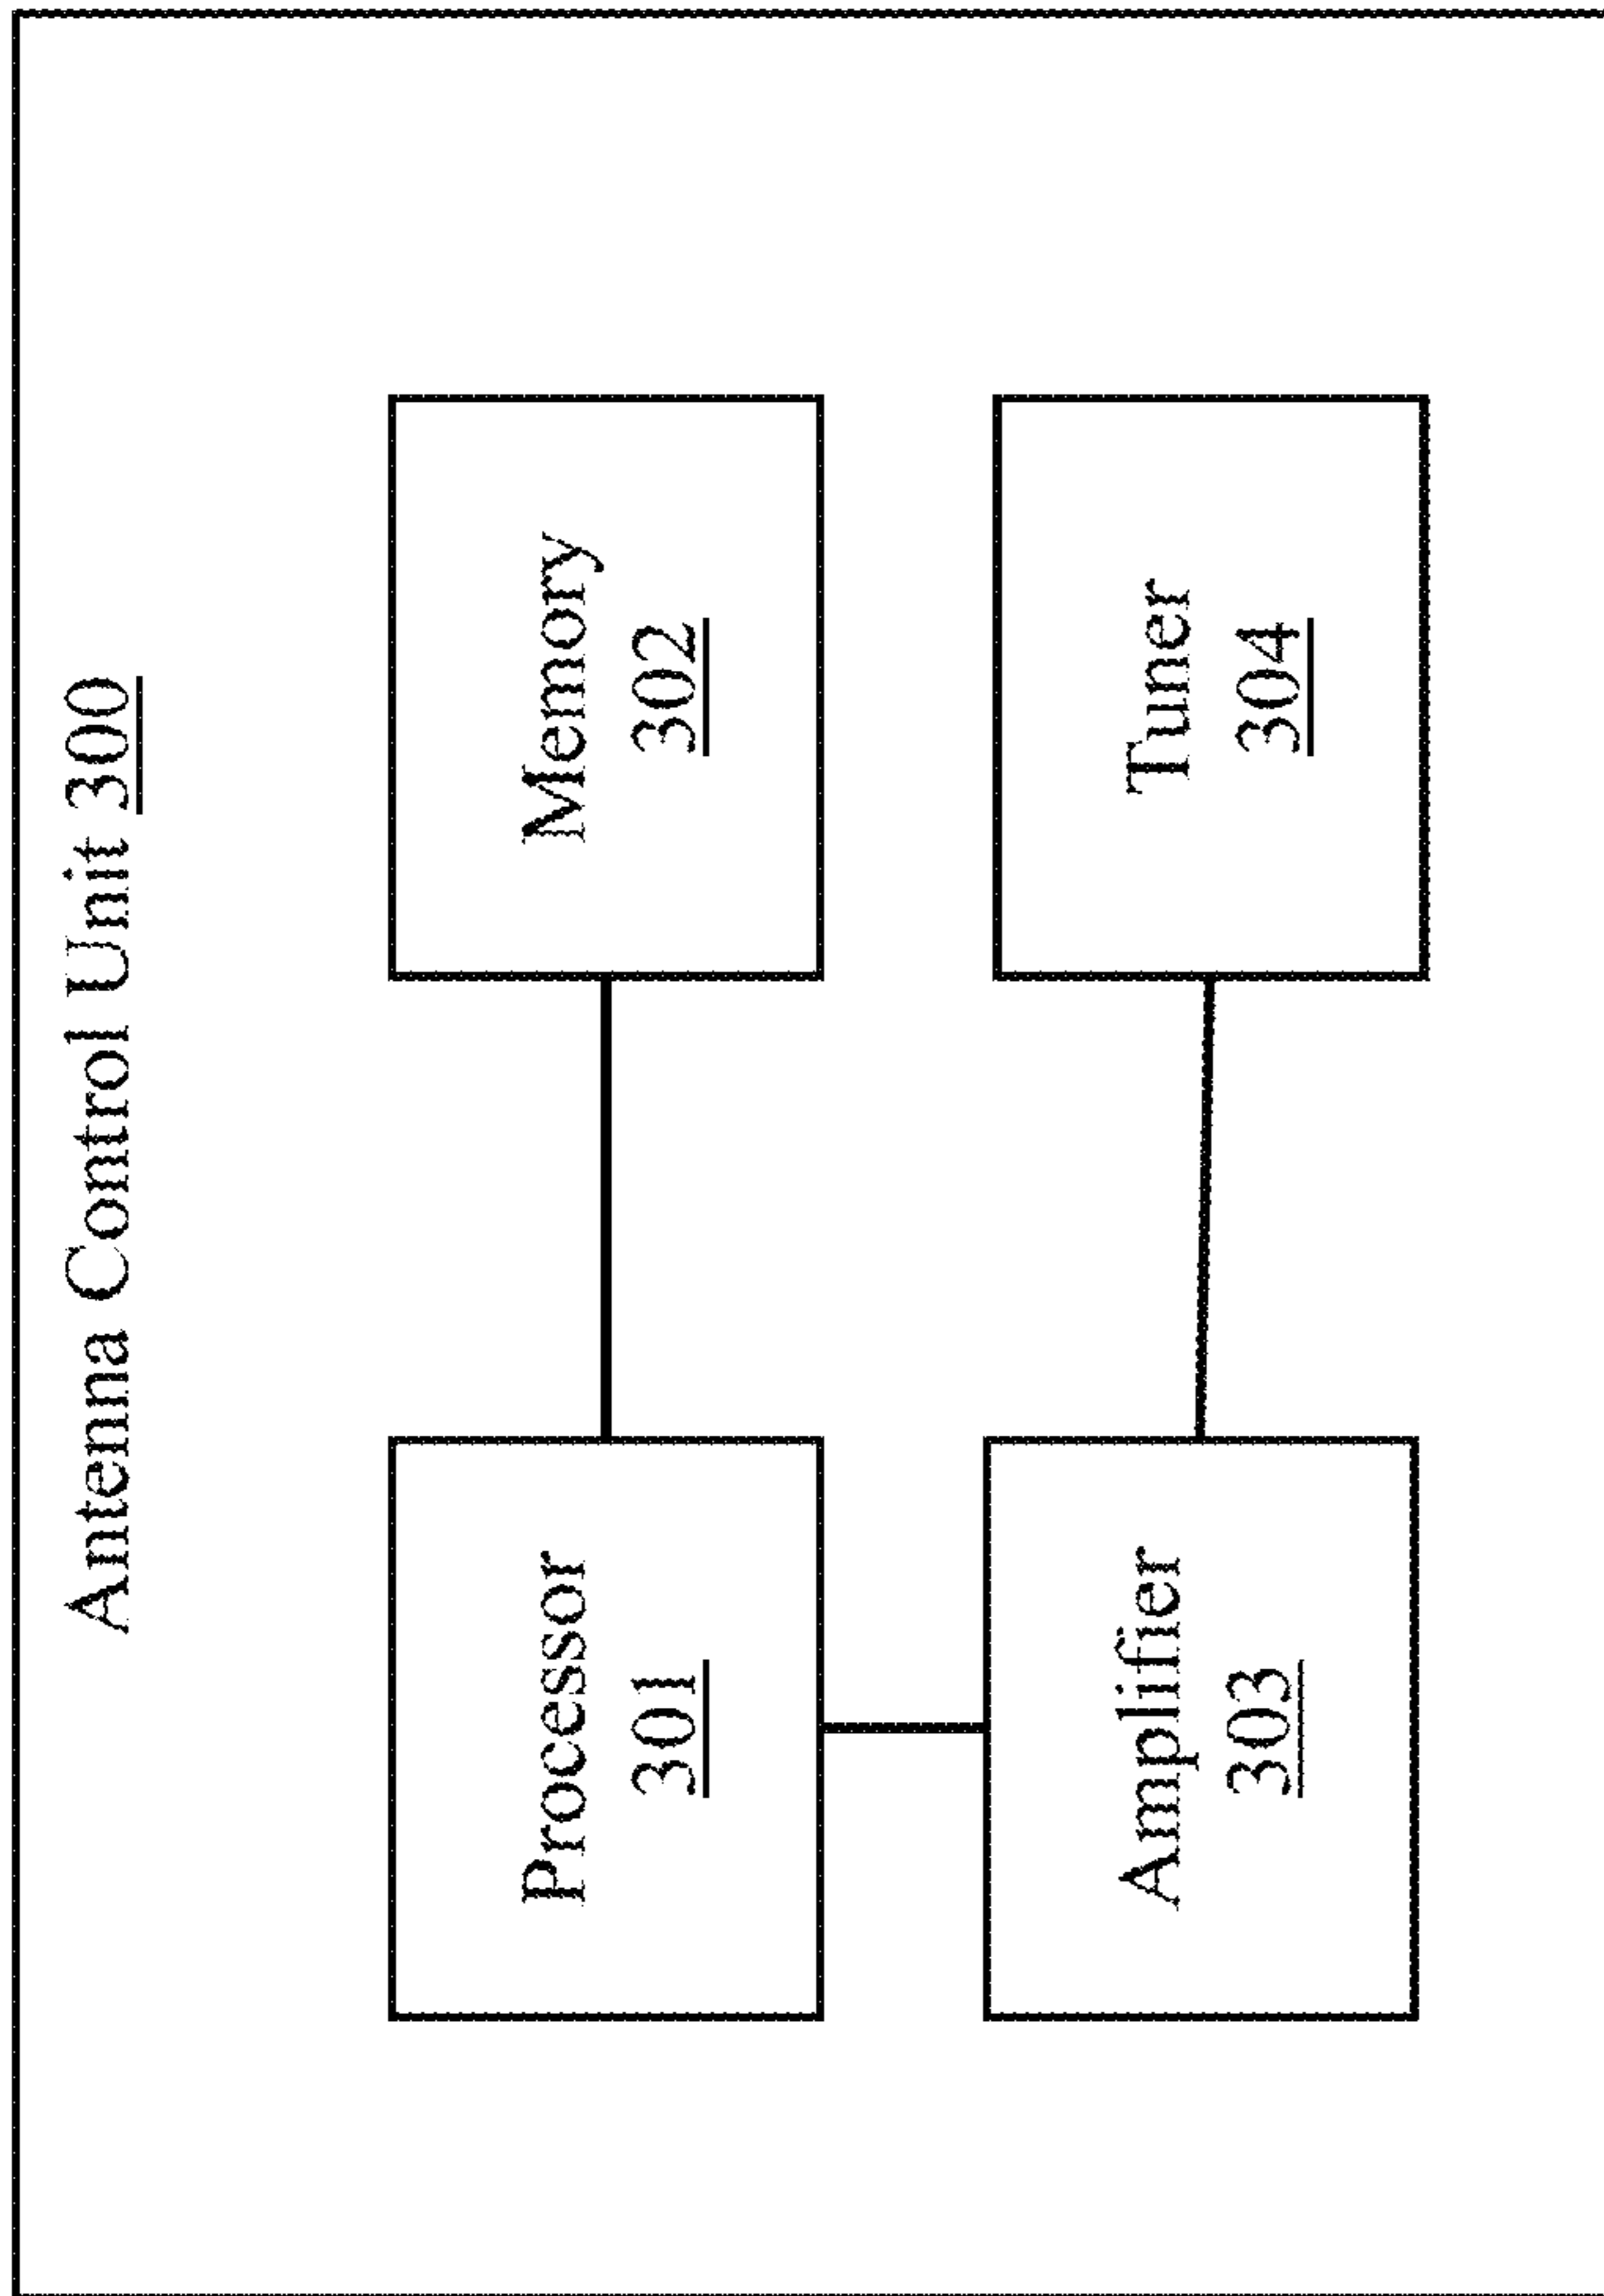 Antenna Control Unit 300
Processor
301
Memory
302
Amplifier
303
Tuner
304